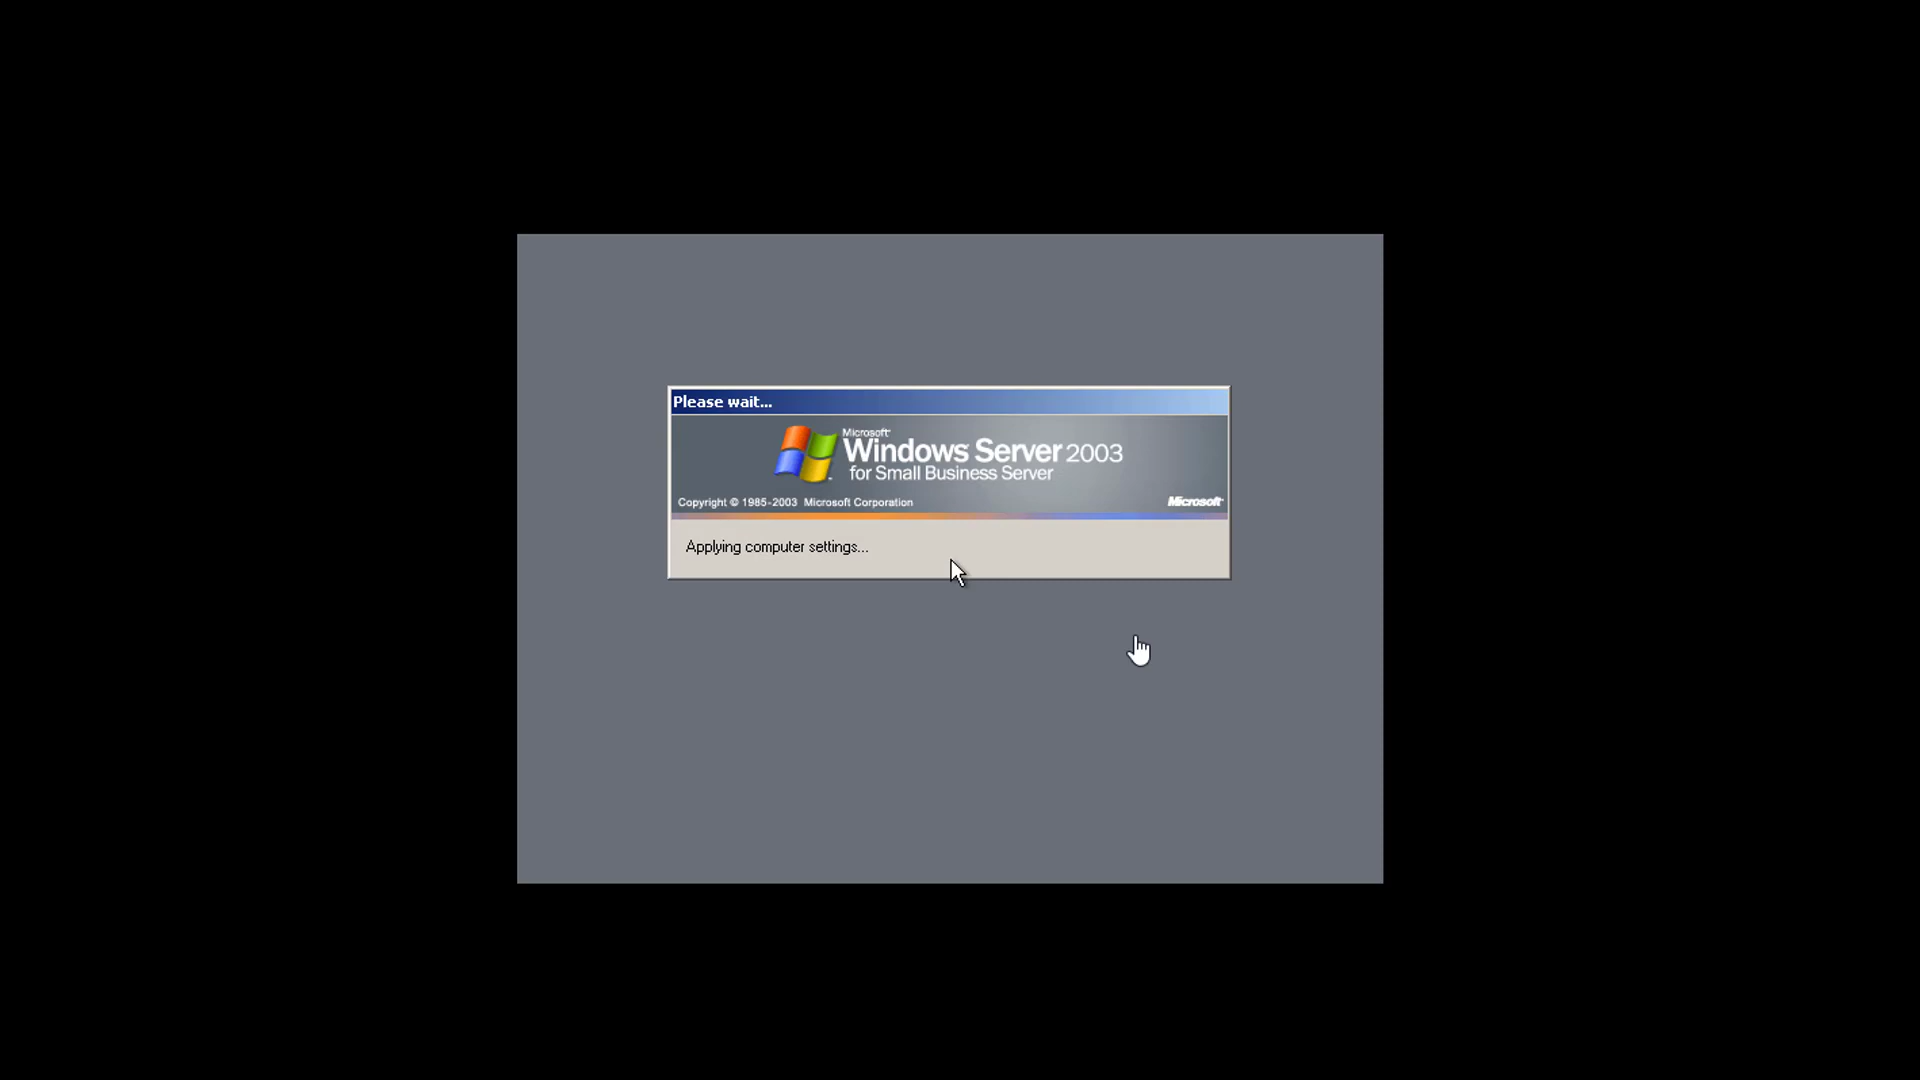 Please wait...
Microsoft
Windows Server 2003
for Small Business Server
Copyright © 1985-2003 Microsoft Corporation
Microsoft
Applying computer settings...